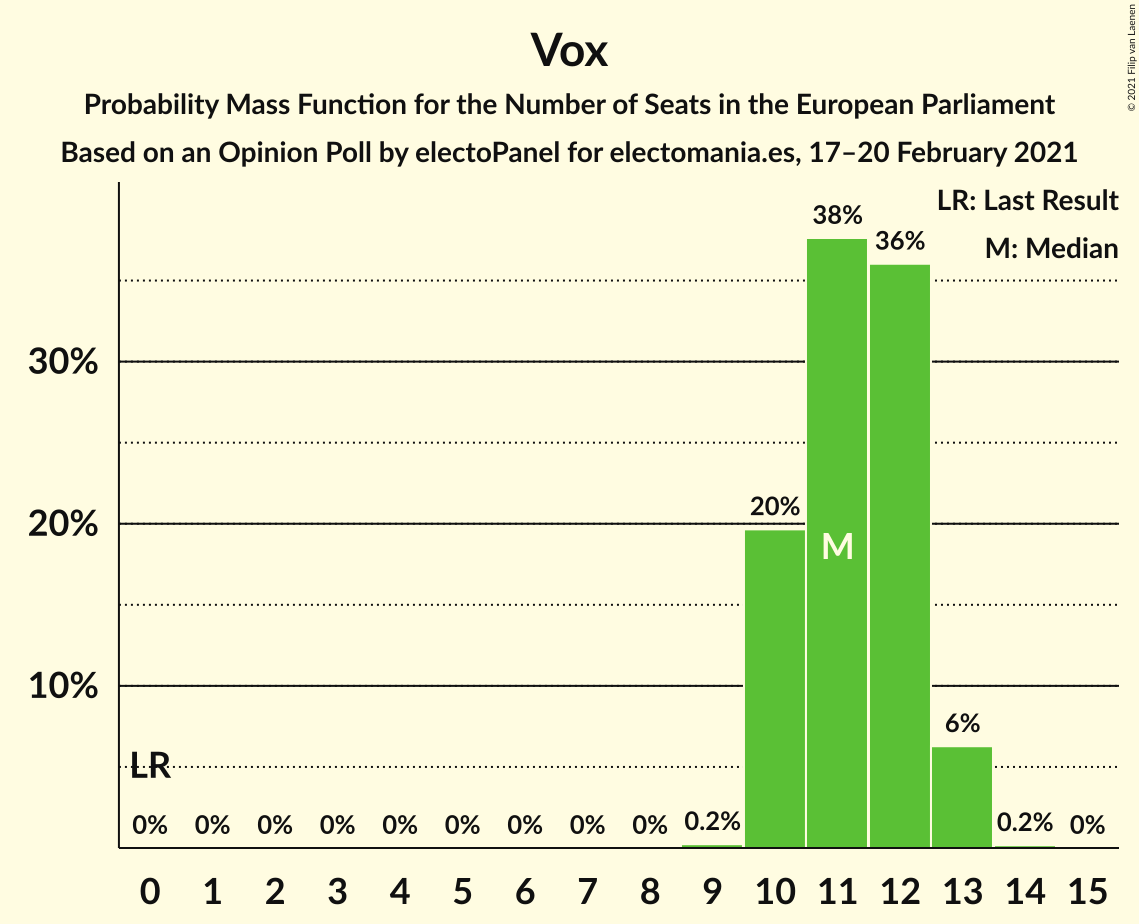 Vox
Probability Mass Function for the Number of Seats in the European Parliament
Based on an Opinion Poll by electoPanel for electomania.es, 17–20 February 2021
© 2021 Filip van Laenen
LR: Last Result
M: Median
38%
36%
30%
20%
20%
M
10%
6%
LR
0% 0% 0% 0% 0% 0% 0% 0% 0% 0.2% 0.2% 0%
0 1 2 3 4 5 6 7 8 9 10 11 12 13 14 15